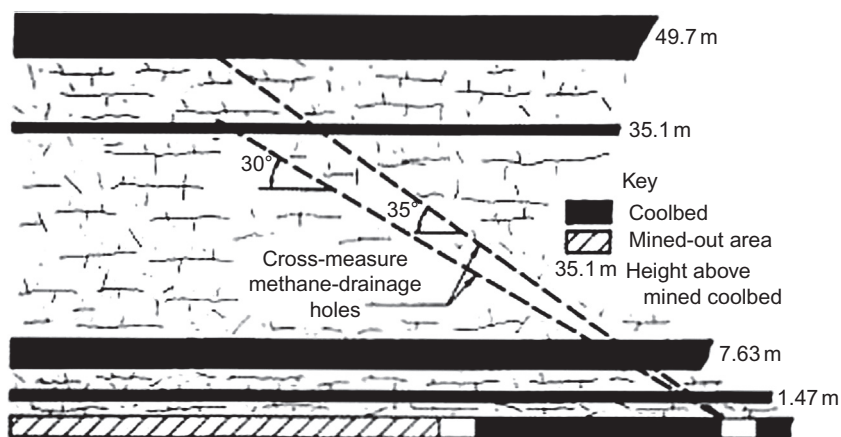 49.7 m
35.1 m
30°
35°
Key
Coolbed
Mined-out area
35.1 m Height above
mined coolbed
Cross-measure
methane-drainage
holes
7.63 m
1.47 m